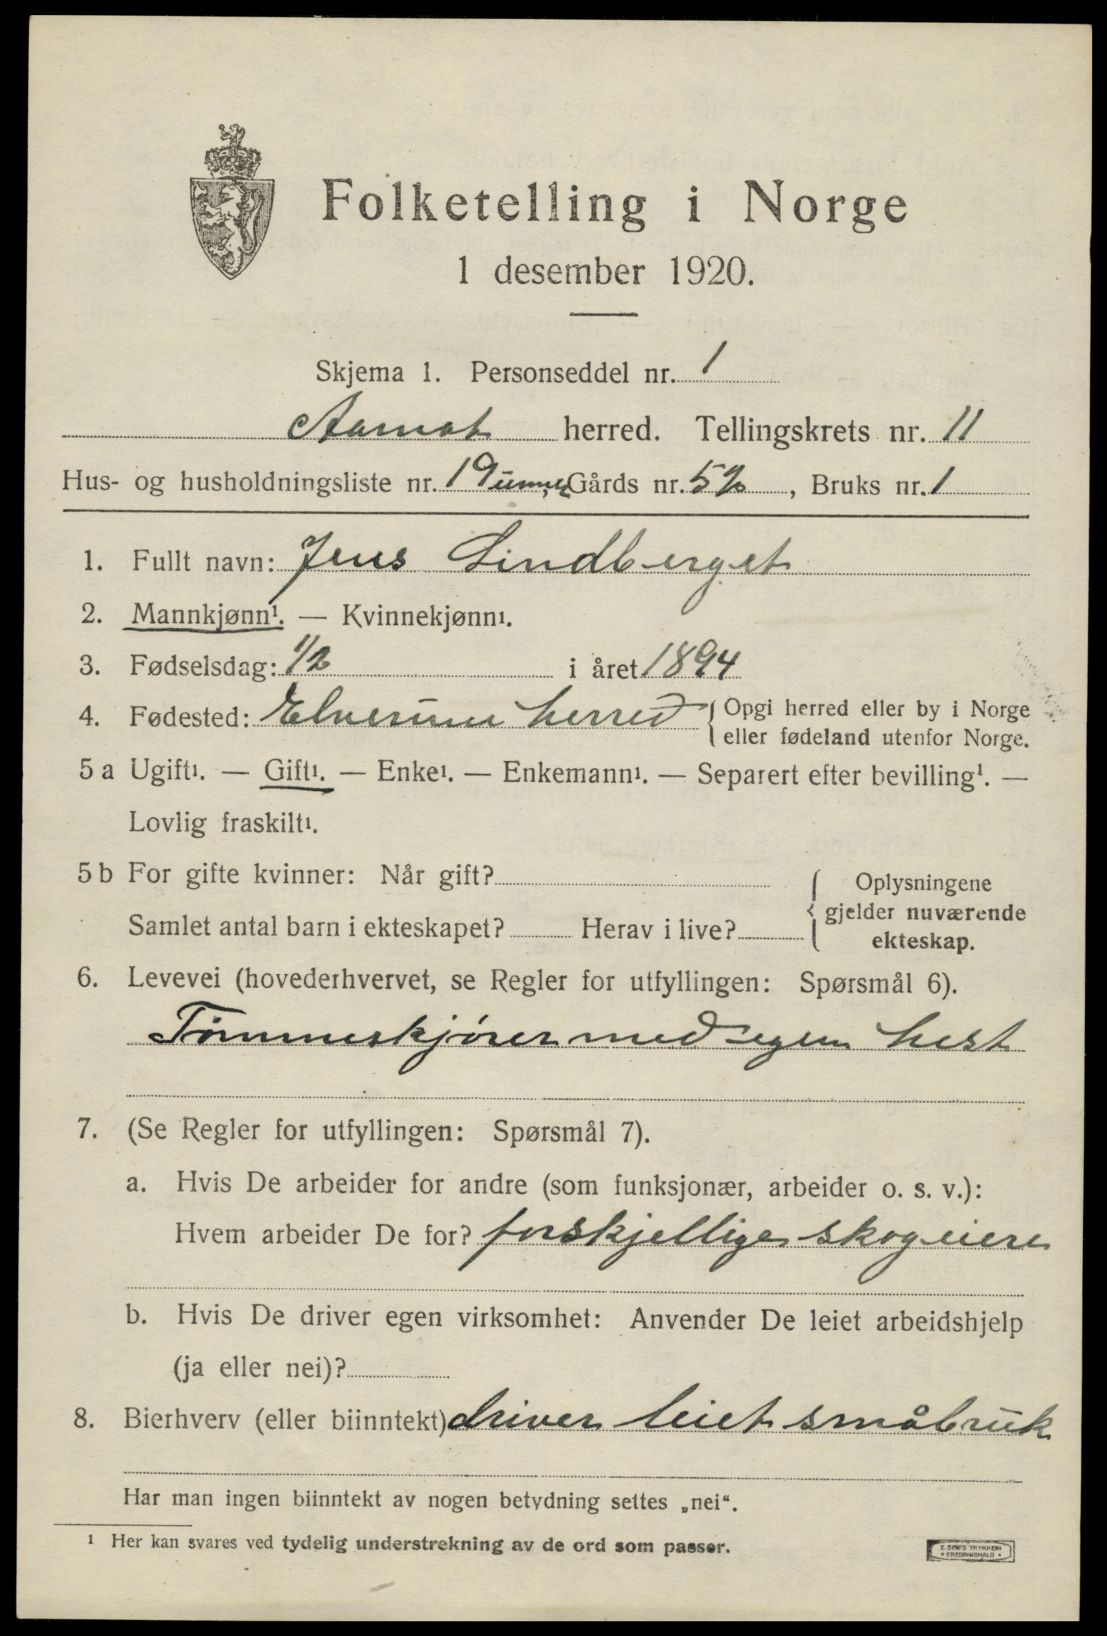 Folketelling i Norge
1 desember 1920.
Skjema 1. Personseddel nr. 1
Aamot herred. Tellingskrets nr. 11
Hus- og husholdningsliste nr. 19 , Gårds nr. 52 , Bruks nr. 1
1. Fullt navn: Jens Lindberget
2. Mannkjønn¹. — Kvinnekjønn¹.
3. Fødselsdag: 1/2 i året 1894
4. Fødested: Elverum herred { Opgi herred eller by i Norge
eller fødeland utenfor Norge.
5 a Ugift¹. — Gift¹. — Enke¹. — Enkemann¹. — Separert efter bevilling¹. —
Lovlig fraskilt¹.
5 b For gifte kvinner: Når gift?
Samlet antal barn i ekteskapet? Herav i live? { Oplysningene
gjelder nuværende
ekteskap.
6. Levevei (hovederhvervet, se Regler for utfyllingen: Spørsmål 6).
Tømmerskjører med egen hest
7. (Se Regler for utfyllingen: Spørsmål 7).
a. Hvis De arbeider for andre (som funksjonær, arbeider o. s. v.):
Hvem arbeider De for? forskjellige skogeiere
b. Hvis De driver egen virksomhet: Anvender De leiet arbeidshjelp
(ja eller nei)?
8. Bierhverv (eller biinntekt) driver leiet småbruk
Har man ingen biinntekt av nogen betydning settes „nei“.
¹ Her kan svares ved tydelig understrekning av de ord som passer.
E. SEM'S TRYKKERI
• FREDRIKSHALD •